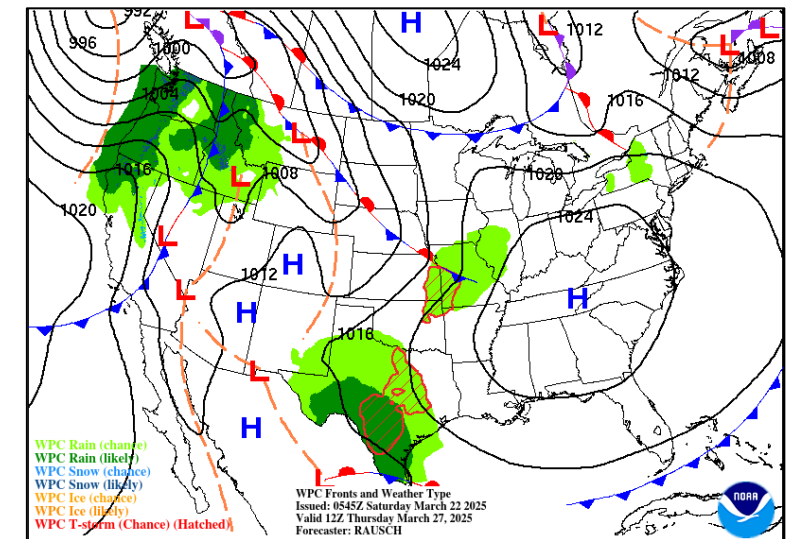 992
H
L
L
L
996
1000
1012
1024
1008
L
1012
1004
1020
1016
L
1016
1008
1020
L
1020
1024
L
H
1012
H
L
H
1016
L
H
WPC Rain (chance)
WPC Rain (likely)
WPC Snow (chance)
WPC Snow (likely)
WPC Ice (chance)
WPC Ice (likely)
WPC T-storm (Chance) (Hatched)
L
WPC Fronts and Weather Type
Issued: 0545Z Saturday March 22 2025
Valid 12Z Thursday March 27, 2025
Forecaster: RAUSCH
NOAA